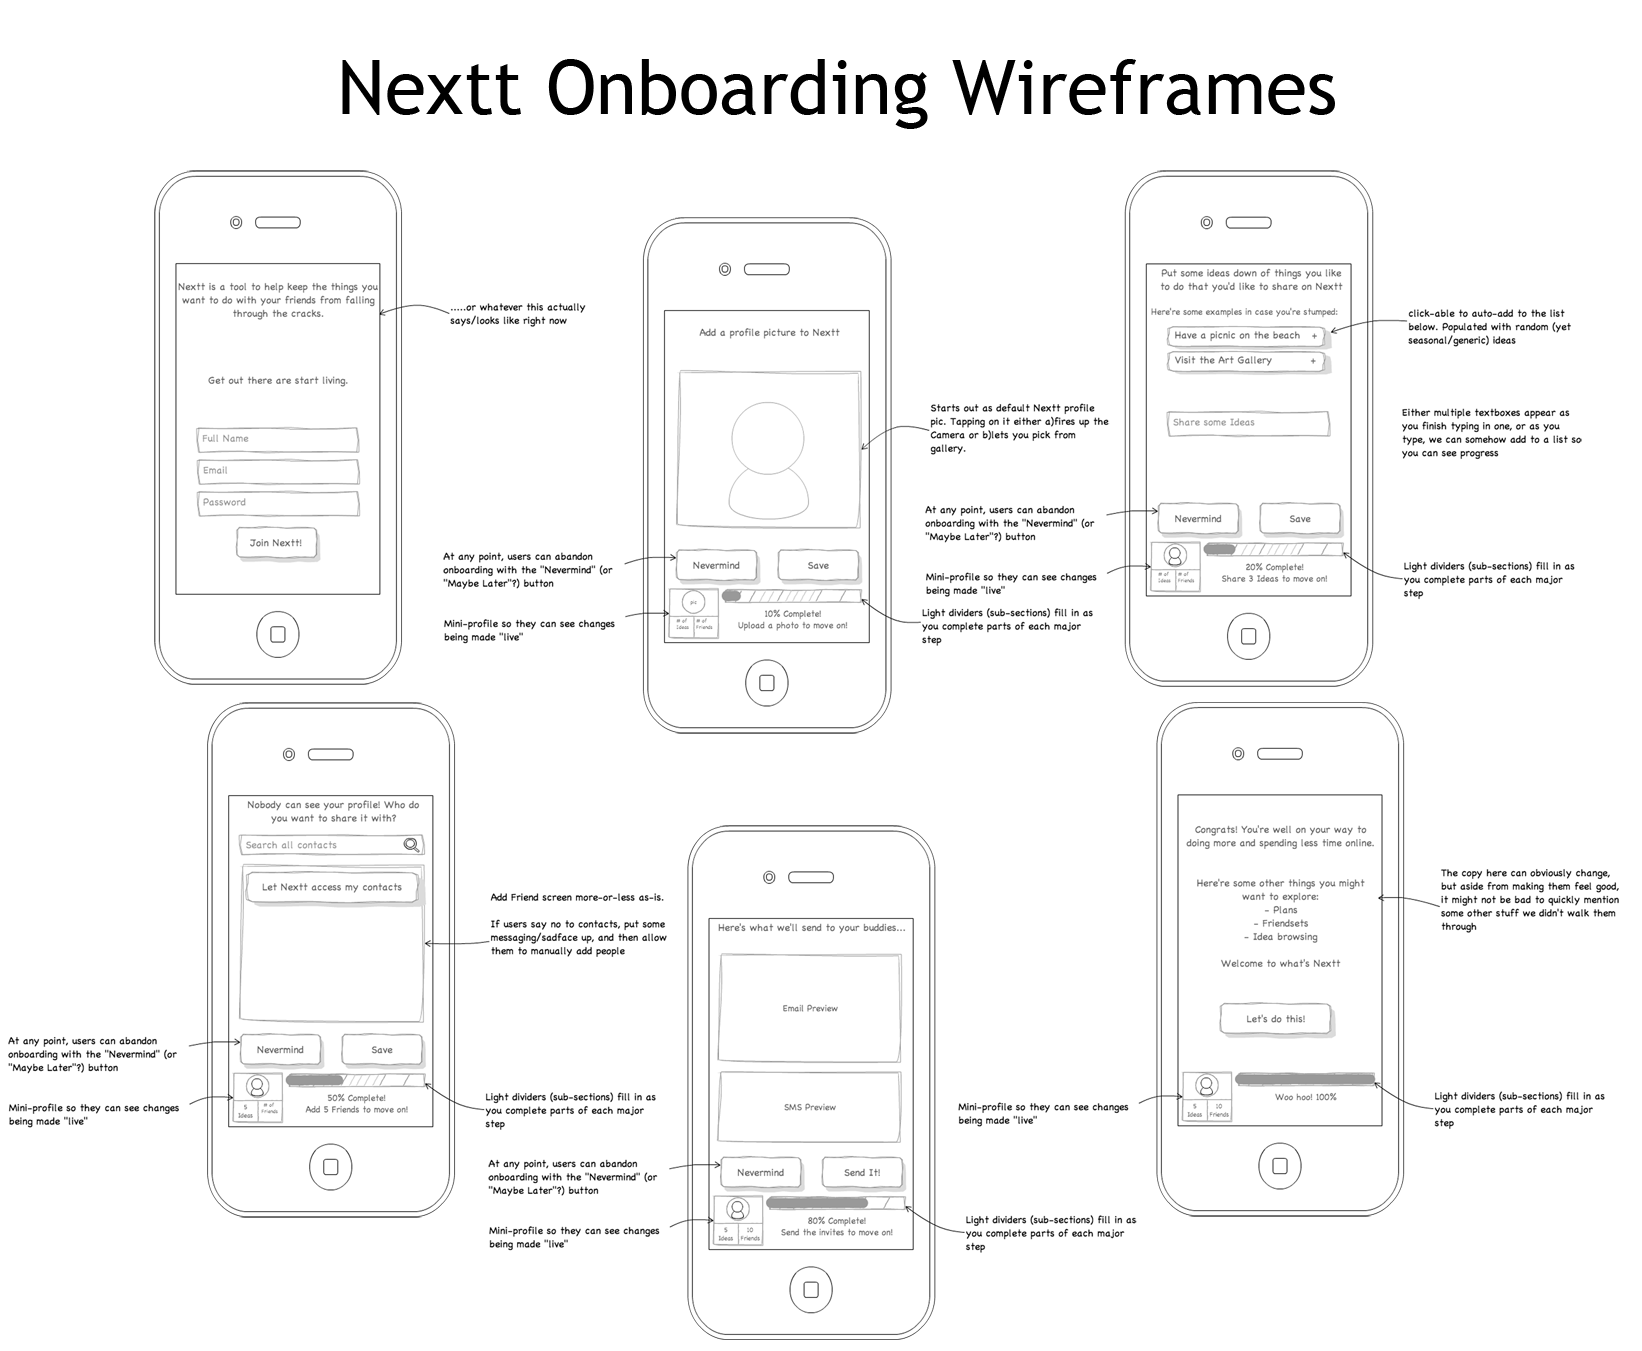 Nextt Onboarding Wireframes
Nextt is a tool to help keep the things you
want to do with your friends from falling
through the cracks.
Get out there are start living.
Full Name
Email
Password
Join Nextt!
.....or whatever this actually
says/looks like right now
Add a profile picture to Nextt
Nevermind
Save
pic
# of
Ideas
# of
Friends
10% Complete!
Upload a photo to move on!
Starts out as default Nextt profile
pic. Tapping on it either a)fires up the
Camera or b)lets you pick from
gallery.
At any point, users can abandon
onboarding with the "Nevermind" (or
"Maybe Later"?) button
Mini-profile so they can see changes
being made "live"
Light dividers (sub-sections) fill in as
you complete parts of each major
step
Put some ideas down of things you like
to do that you'd like to share on Nextt
Here're some examples in case you're stumped:
Have a picnic on the beach +
Visit the Art Gallery +
Share some Ideas
Nevermind
Save
# of
Ideas
# of
Friends
20% Complete!
Share 3 Ideas to move on!
click-able to auto-add to the list
below. Populated with random (yet
seasonal/generic) ideas
Either multiple textboxes appear as
you finish typing in one, or as you
type, we can somehow add to a list so
you can see progress
At any point, users can abandon
onboarding with the "Nevermind" (or
"Maybe Later"?) button
Mini-profile so they can see changes
being made "live"
Light dividers (sub-sections) fill in as
you complete parts of each major
step
Nobody can see your profile! Who do
you want to share it with?
Search all contacts
Let Nextt access my contacts
Nevermind
Save
5
Ideas
# of
Friends
50% Complete!
Add 5 Friends to move on!
Add Friend screen more-or-less as-is.
If users say no to contacts, put some
messaging/sadface up, and then allow
them to manually add people
At any point, users can abandon
onboarding with the "Nevermind" (or
"Maybe Later"?) button
Mini-profile so they can see changes
being made "live"
Light dividers (sub-sections) fill in as
you complete parts of each major
step
Here's what we'll send to your buddies...
Email Preview
SMS Preview
Nevermind
Send It!
5
Ideas
10
Friends
80% Complete!
Send the invites to move on!
At any point, users can abandon
onboarding with the "Nevermind" (or
"Maybe Later"?) button
Mini-profile so they can see changes
being made "live"
Light dividers (sub-sections) fill in as
you complete parts of each major
step
Congrats! You're well on your way to
doing more and spending less time online.
Here're some other things you might
want to explore:
- Plans
- Friendsets
- Idea browsing
Welcome to what's Nextt
Let's do this!
5
Ideas
10
Friends
Woo hoo! 100%
The copy here can obviously change,
but aside from making them feel good,
it might not be bad to quickly mention
some other stuff we didn't walk them
through
Mini-profile so they can see changes
being made "live"
Light dividers (sub-sections) fill in as
you complete parts of each major
step